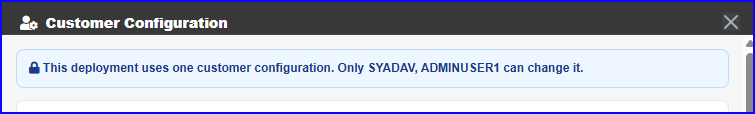 Customer Configuration
This deployment uses one customer configuration. Only SYADAV, ADMINUSER1 can change it.